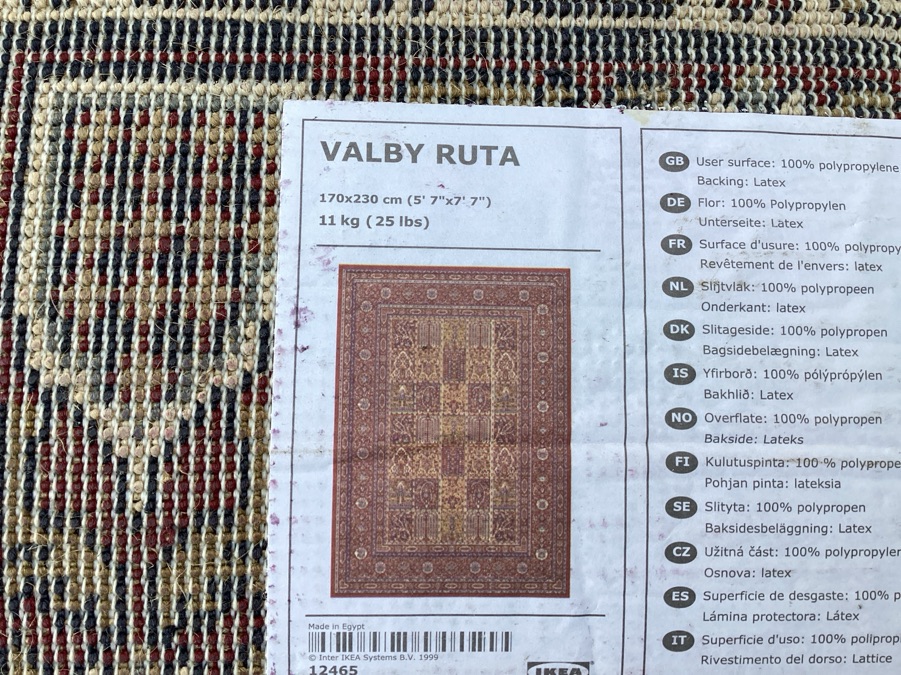 VALBY RUTA
170x230 cm (5' 7"x7' 7")
11 kg ( 25 lbs)
Made in Egypt
© Inter IKEA Systems B.V. 1999
12465
IKEA
GB User surface: 100% polypropylene
Backing: Latex
DE Flor: 100% Polypropylen
Unterseite: Latex
FR Surface d'usure: 100% polypropy
Revêtement de l'envers: latex
NL Slijtvlak: 100% polypropeen
Onderkant: latex
DK Slitageside: 100% polypropen
Bagsidebelægning: Latex
IS Yfirborð: 100% pólýprópýlen
Bakhlið: Latex
NO Overflate: 100% polypropen
Bakside: Lateks
FI Kulutuspinta: 100 % polyprope
Pohjan pinta: lateksia
SE Slityta: 100% polypropen
Baksidesbeläggning: Latex
CZ Užitná část: 100% polypropylen
Osnova: latex
ES Superficie de desgaste: 100% p
Lámina protectora: Látex
IT Superficie d'uso: 100% poliprop
Rivestimento del dorso: Lattice